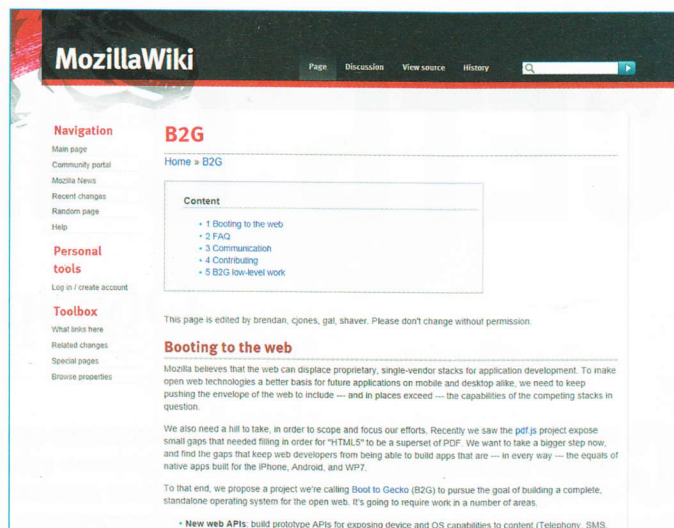 MozillaWiki
Page Discussion View source History
Navigation
Main page
Community portal
Mozilla News
Recent changes
Random page
Help
Personal
tools
Log in / create account
Toolbox
What links here
Related changes
Special pages
Browse properties
B2G
Home » B2G
Content
1 Booting to the web
2 FAQ
3 Communication
4 Contributing
5 B2G low-level work
This page is edited by brendan, cjones, gal, shaver. Please don't change without permission.
Booting to the web
Mozilla believes that the web can displace proprietary, single-vendor stacks for application development. To make
open web technologies a better basis for future applications on mobile and desktop alike, we need to keep
pushing the envelope of the web to include --- and in places exceed --- the capabilities of the competing stacks in
question.
We also need a hill to take, in order to scope and focus our efforts. Recently we saw the pdf.js project expose
small gaps that needed filling in order for "HTML5" to be a superset of PDF. We want to take a bigger step now,
and find the gaps that keep web developers from being able to build apps that are --- in every way --- the equals of
native apps built for the iPhone, Android, and WP7.
To that end, we propose a project we're calling Boot to Gecko (B2G) to pursue the goal of building a complete,
standalone operating system for the open web. It's going to require work in a number of areas.
• New web APIs: build prototype APIs for exposing device and OS capabilities to content (Telephony, SMS,